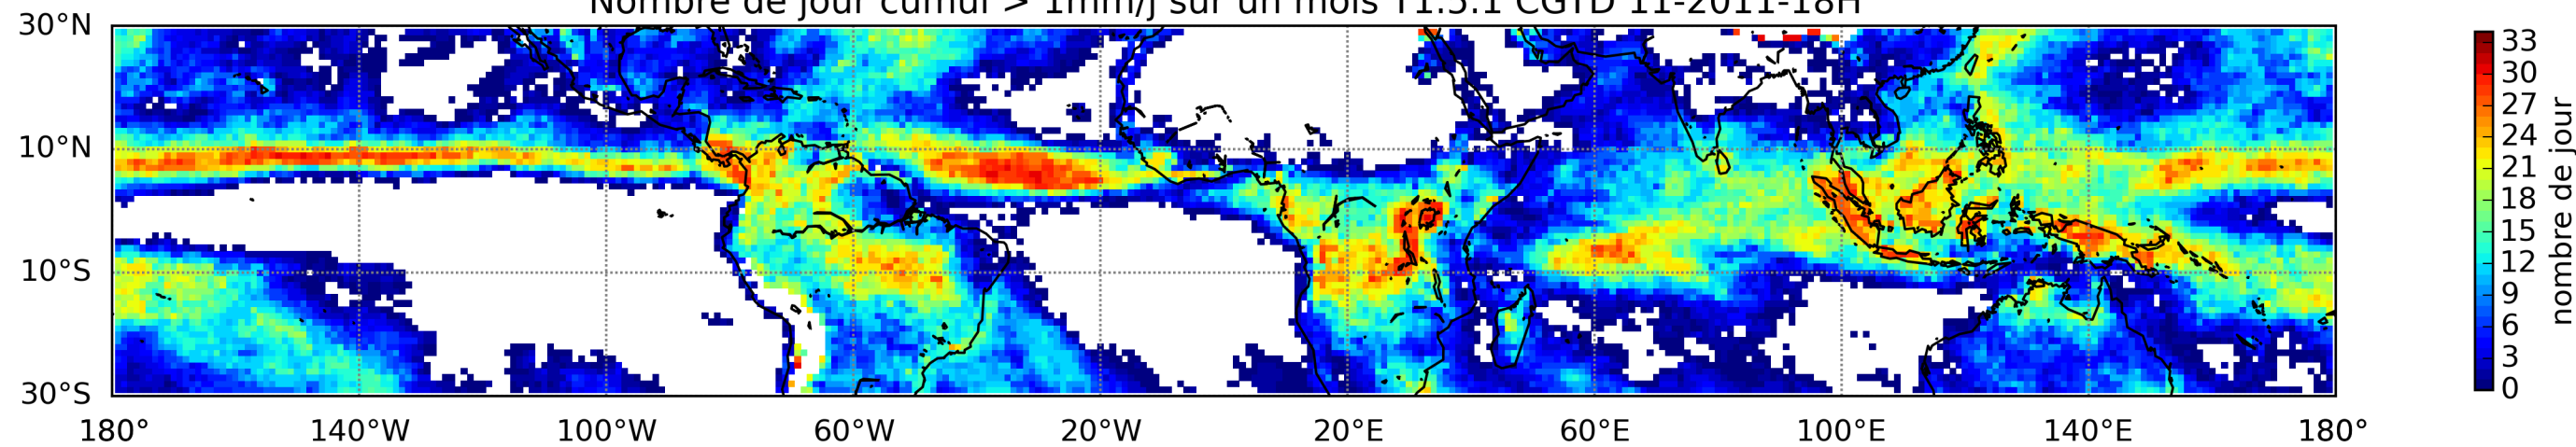 Nombre de jour cumul > 1mm/j sur un mois T1.5.1 CGTD 11-2011-18H
30°N
10°N
10°S
30°S
180° 140°W 100°W 60°W 20°W 20°E 60°E 100°E 140°E 180°
33
30
27
24
21
18
15
12
9
6
3
0
nombre de jour